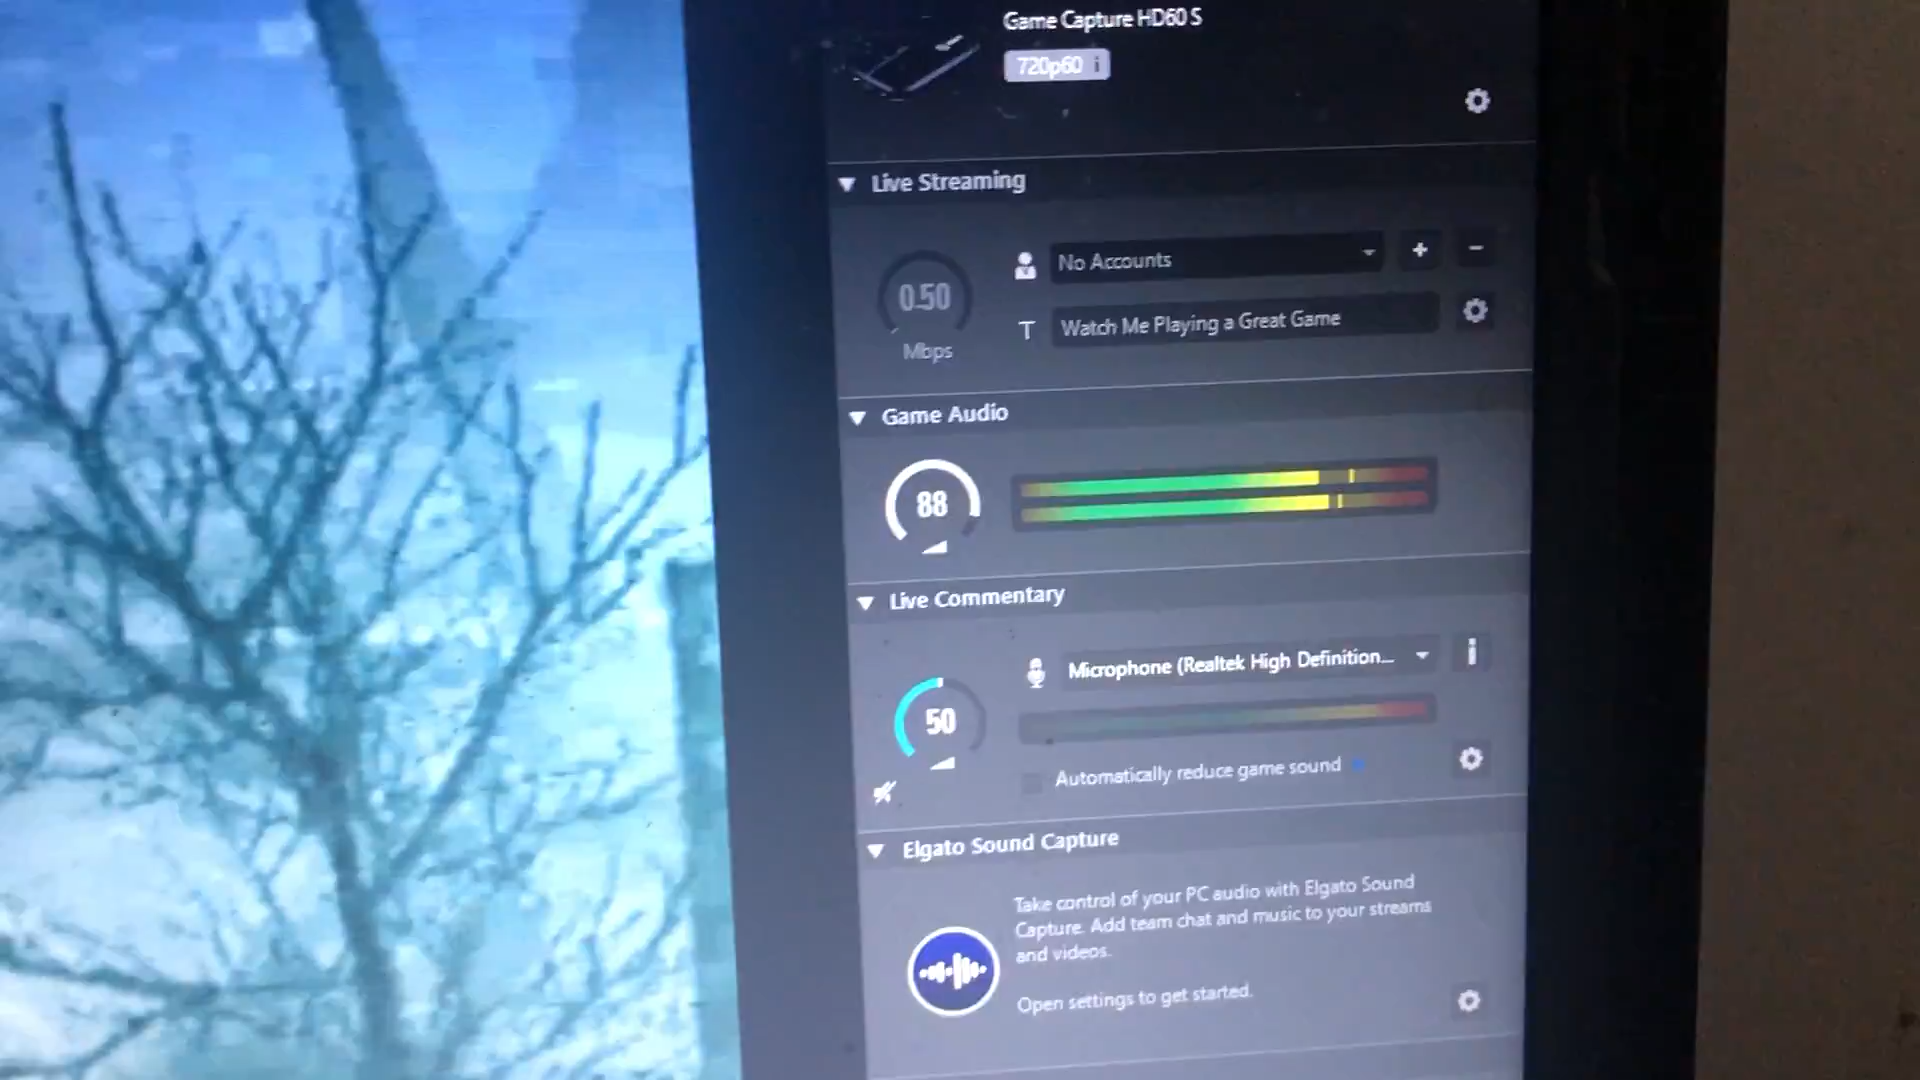 Game Capture HD60 S
720p60 i
Live Streaming
0.50
Mbps
No Accounts
+
-
T
Watch Me Playing a Great Game
Game Audio
88
Live Commentary
50
Microphone (Realtek High Definition...
i
Automatically reduce game sound
Elgato Sound Capture
Take control of your PC audio with Elgato Sound
Capture. Add team chat and music to your streams
and videos.
Open settings to get started.